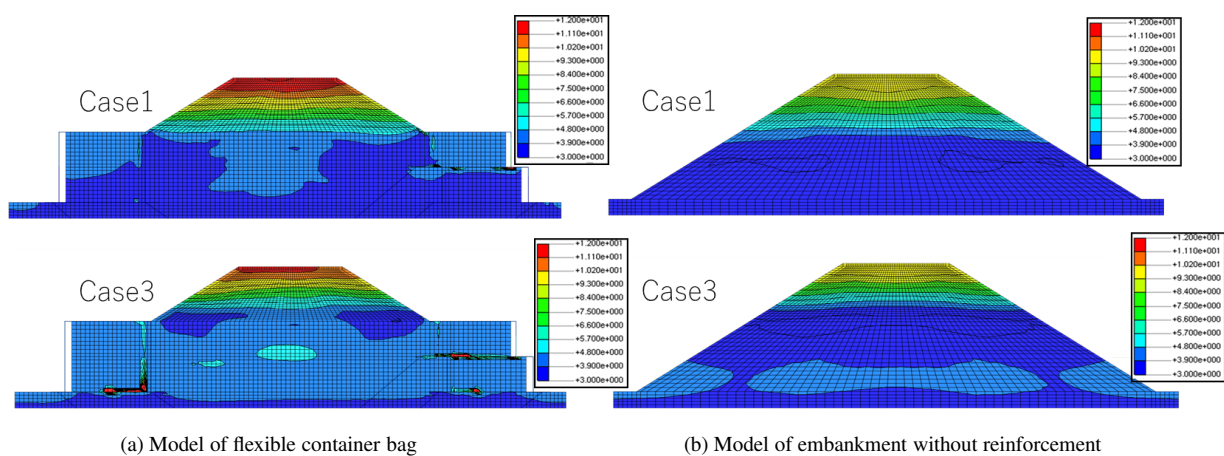 Case1
+1.200e+001
+1.110e+001
+1.020e+001
+9.300e+000
+8.400e+000
+7.500e+000
+6.600e+000
+5.700e+000
+4.800e+000
+3.900e+000
+3.000e+000
Case1
+1.200e+001
+1.110e+001
+1.020e+001
+9.300e+000
+8.400e+000
+7.500e+000
+6.600e+000
+5.700e+000
+4.800e+000
+3.900e+000
+3.000e+000
Case3
+1.200e+001
+1.110e+001
+1.020e+001
+9.300e+000
+8.400e+000
+7.500e+000
+6.600e+000
+5.700e+000
+4.800e+000
+3.900e+000
+3.000e+000
Case3
+1.200e+001
+1.110e+001
+1.020e+001
+9.300e+000
+8.400e+000
+7.500e+000
+6.600e+000
+5.700e+000
+4.800e+000
+3.900e+000
+3.000e+000
(a) Model of flexible container bag
(b) Model of embankment without reinforcement